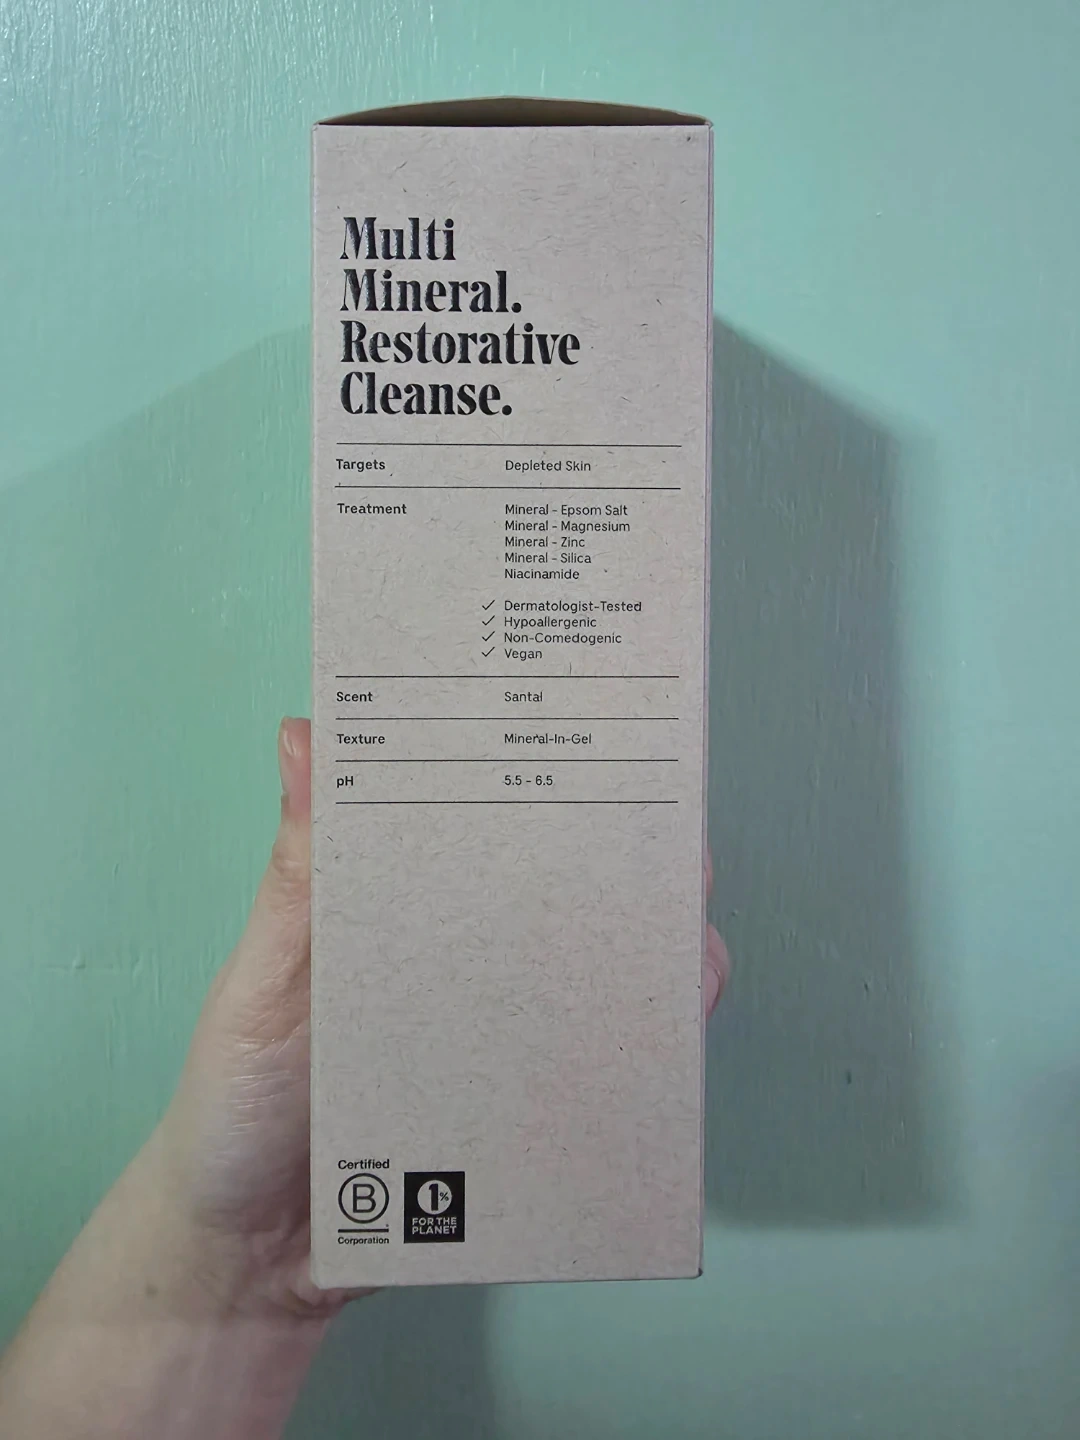 Multi
Mineral.
Restorative
Cleanse.
Targets Depleted Skin
Treatment Mineral - Epsom Salt
Mineral - Magnesium
Mineral - Zinc
Mineral - Silica
Niacinamide
✓ Dermatologist-Tested
✓ Hypoallergenic
✓ Non-Comedogenic
✓ Vegan
Scent Santal
Texture Mineral-In-Gel
pH 5.5 - 6.5
Certified
B
Corporation
1%
FOR THE
PLANET